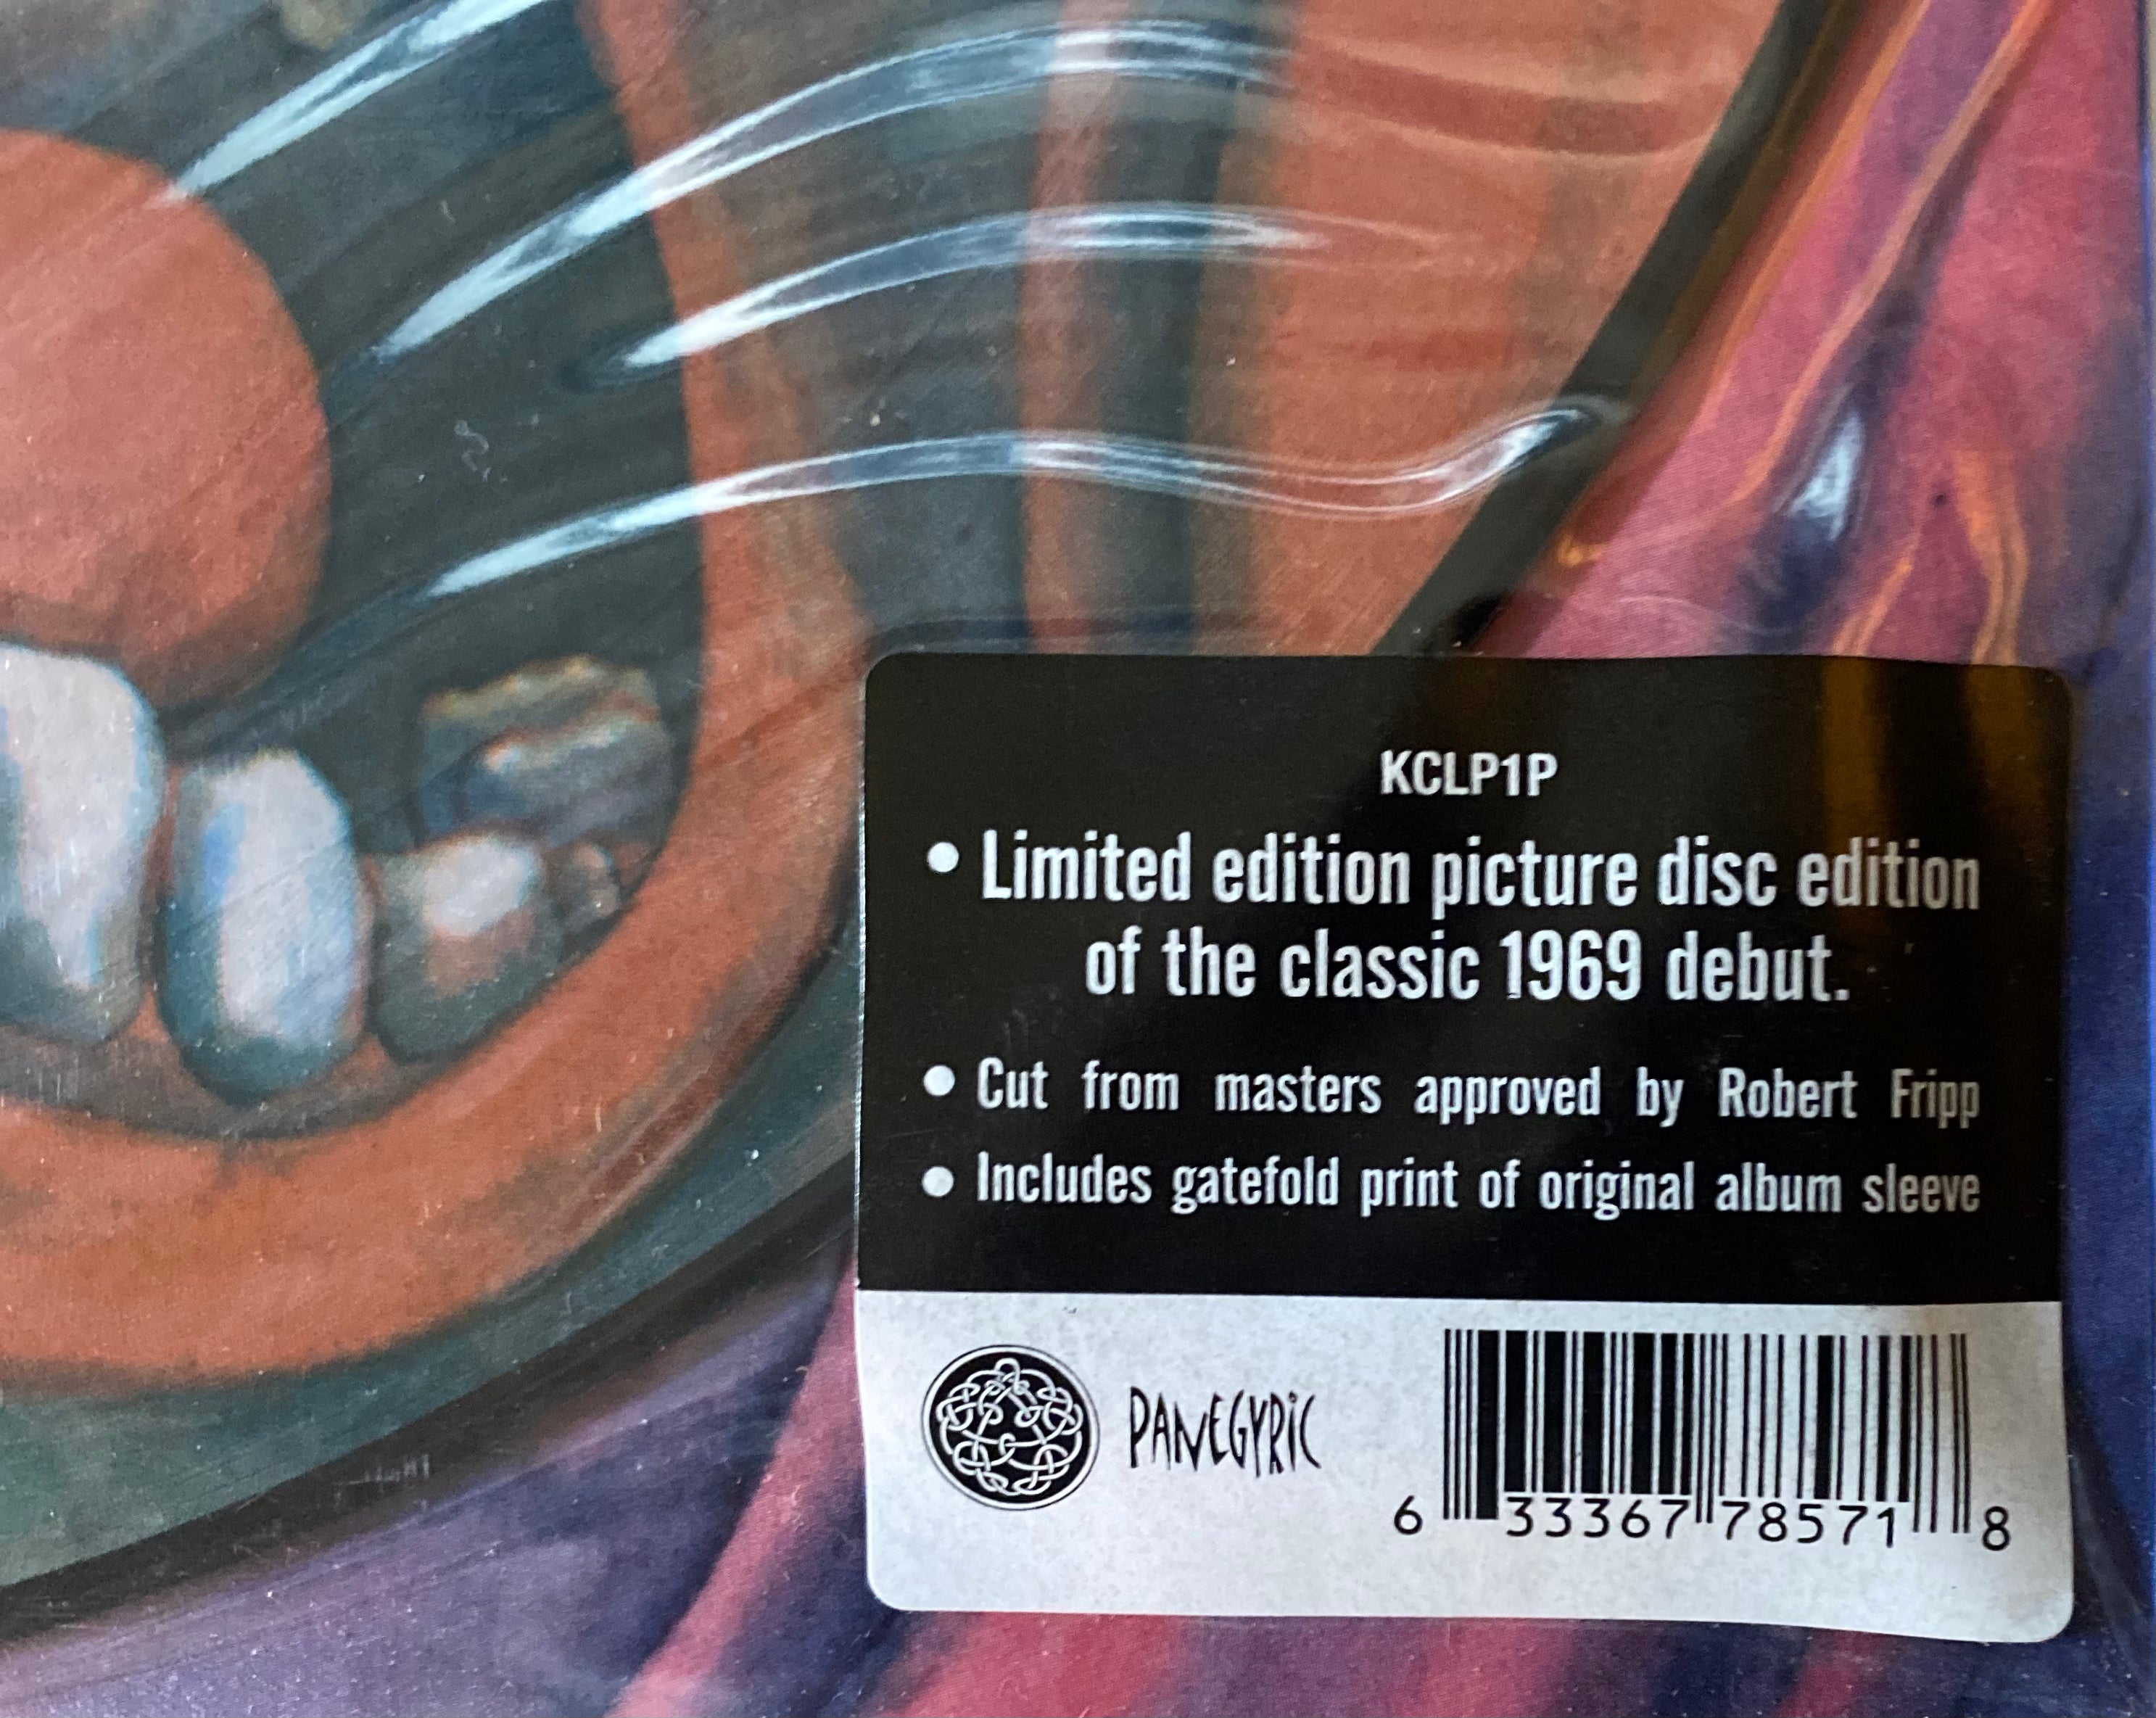 KCLP1P
• Limited edition picture disc edition
of the classic 1969 debut.
• Cut from masters approved by Robert Fripp
• Includes gatefold print of original album sleeve
PANEGYRIC
6 33367 78571 8